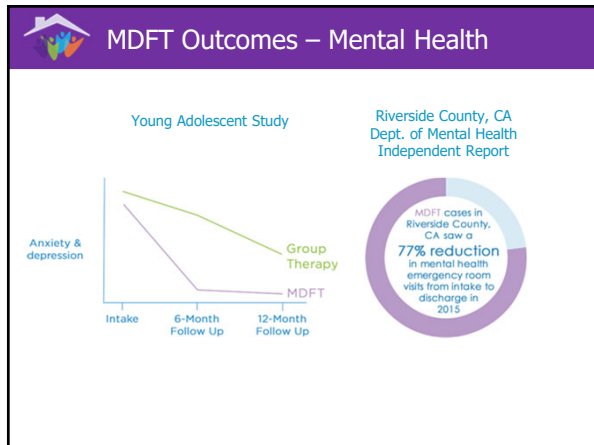 MDFT Outcomes – Mental Health
Young Adolescent Study
Anxiety &
depression
Group
Therapy
MDFT
Intake
6-Month
Follow Up
12-Month
Follow Up
Riverside County, CA
Dept. of Mental Health
Independent Report
MDFT cases in
Riverside County,
CA saw a
77% reduction
in mental health
emergency room
visits from intake to
discharge in
2015